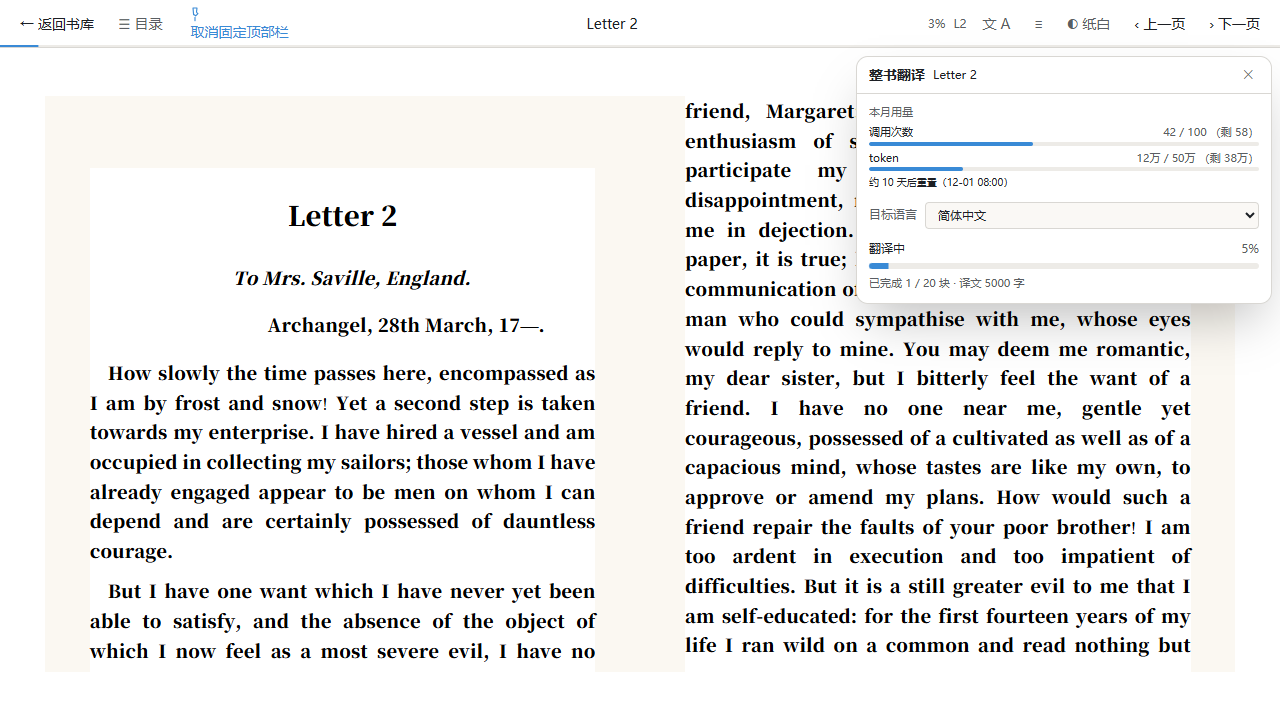 ← 返回书库
☰ 目录
取消固定顶部栏
Letter 2
3% L2
文 A
≡
纸白
‹ 上一页
› 下一页
整书翻译 Letter 2
×
本月用量
调用次数 42 / 100 （剩 58）
token 12万 / 50万 （剩 38万）
约 10 天后重置（12-01 08:00）
目标语言 简体中文
翻译中 5%
已完成 1 / 20 块 · 译文 5000 字
Letter 2
To Mrs. Saville, England.
Archangel, 28th March, 17—.
How slowly the time passes here, encompassed as
I am by frost and snow! Yet a second step is taken
towards my enterprise. I have hired a vessel and am
occupied in collecting my sailors; those whom I have
already engaged appear to be men on whom I can
depend and are certainly possessed of dauntless
courage.
But I have one want which I have never yet been
able to satisfy, and the absence of the object of
which I now feel as a most severe evil, I have no
friend, Margaret
enthusiasm of
participate my
disappointment,
me in dejection.
paper, it is true;
communication
man who could sympathise with me, whose eyes
would reply to mine. You may deem me romantic,
my dear sister, but I bitterly feel the want of a
friend. I have no one near me, gentle yet
courageous, possessed of a cultivated as well as of a
capacious mind, whose tastes are like my own, to
approve or amend my plans. How would such a
friend repair the faults of your poor brother! I am
too ardent in execution and too impatient of
difficulties. But it is a still greater evil to me that I
am self-educated: for the first fourteen years of my
life I ran wild on a common and read nothing but